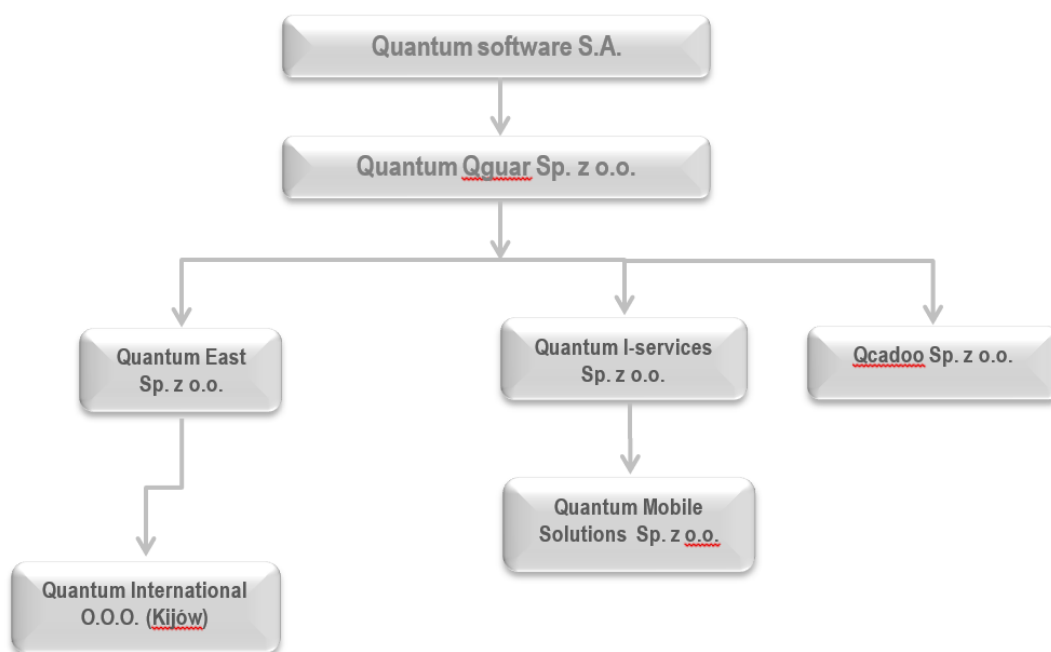 Quantum software S.A.
Quantum Qguar Sp. z o.o.
Quantum East
Sp. z o.o.
Quantum I-services
Sp. z o.o.
Qcadoo Sp. z o.o.
Quantum Mobile
Solutions Sp. z o.o.
Quantum International
O.O.O. (Kijów)